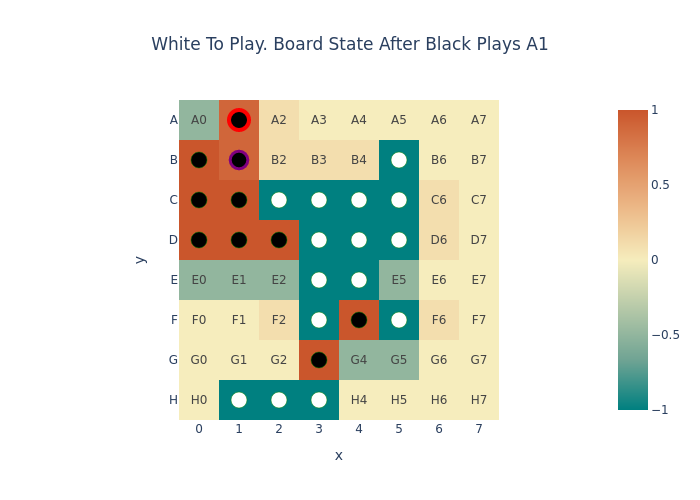 White To Play. Board State After Black Plays A1
A A0 A2 A3 A4 A5 A6 A7
B B2 B3 B4 B6 B7
C C6 C7
D D6 D7
E E0 E1 E2 E5 E6 E7
F F0 F1 F2 F6 F7
G G0 G1 G2 G4 G5 G6 G7
H H0 H4 H5 H6 H7
0 1 2 3 4 5 6 7
x
y
1
0.5
0
−0.5
−1